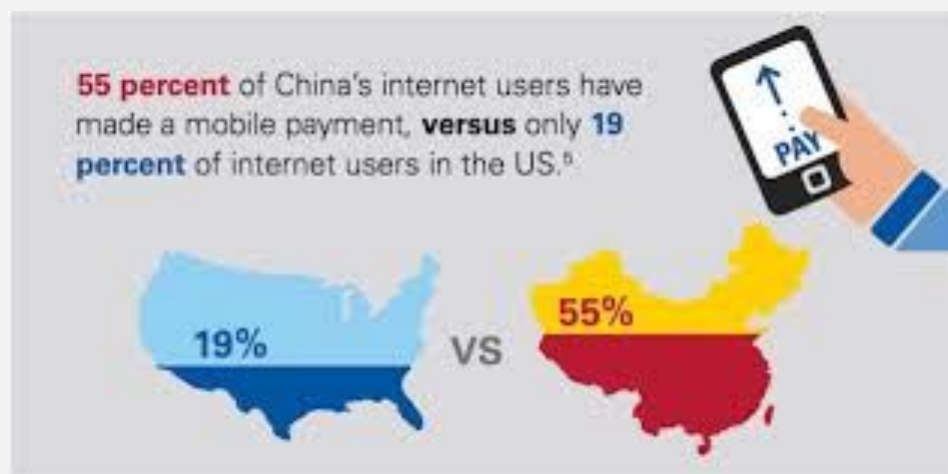 55 percent of China's internet users have
made a mobile payment, versus only 19
percent of internet users in the US.⁵
PAY
19%
VS
55%